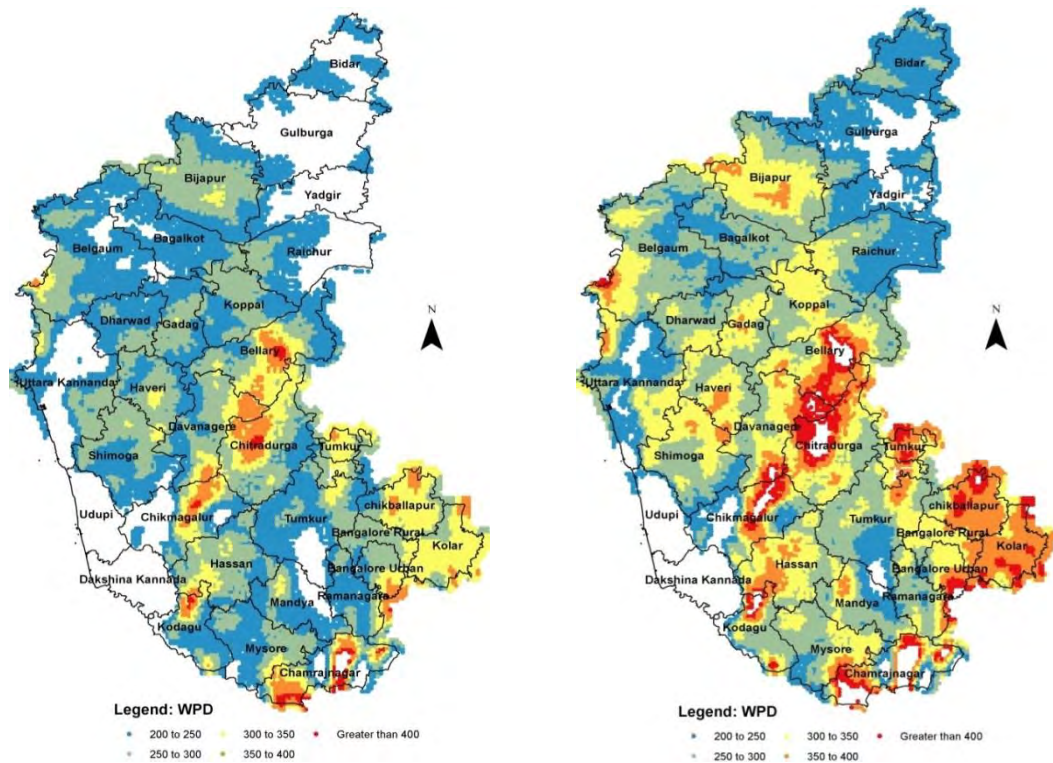 Bidar
Gulburga
Bijapur
Yadgir
Belgaum
Bagalkot
Raichur
Koppal
Dharwad
Gadag
Bellary
Uttara Kannanda
Haveri
Davanagere
Chitradurga
Shimoga
Tumkur
Udupi
Chikmagalur
chikballapur
Tumkur
Bangalore Rural
Kolar
Hassan
Bangalore Urban
Dakshina Kannada
Mandya
Ramanagara
Kodagu
Mysore
Chamrajnagar
N
Legend: WPD
200 to 250
300 to 350
Greater than 400
250 to 300
350 to 400
Bidar
Gulburga
Bijapur
Yadgir
Belgaum
Bagalkot
Raichur
Koppal
Dharwad
Gadag
Bellary
Uttara Kannanda
Haveri
Davanagere
Chitradurga
Shimoga
Tumkur
Udupi
Chikmagalur
chikballapur
Tumkur
Bangalore Rural
Kolar
Hassan
Bangalore Urban
Dakshina Kannada
Mandya
Ramanagara
Kodagu
Mysore
Chamrajnagar
N
Legend: WPD
200 to 250
300 to 350
Greater than 400
250 to 300
350 to 400